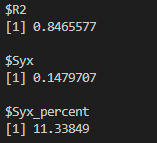 $R2
[1] 0.8465577
$Syx
[1] 0.1479707
$Syx_percent
[1] 11.33849